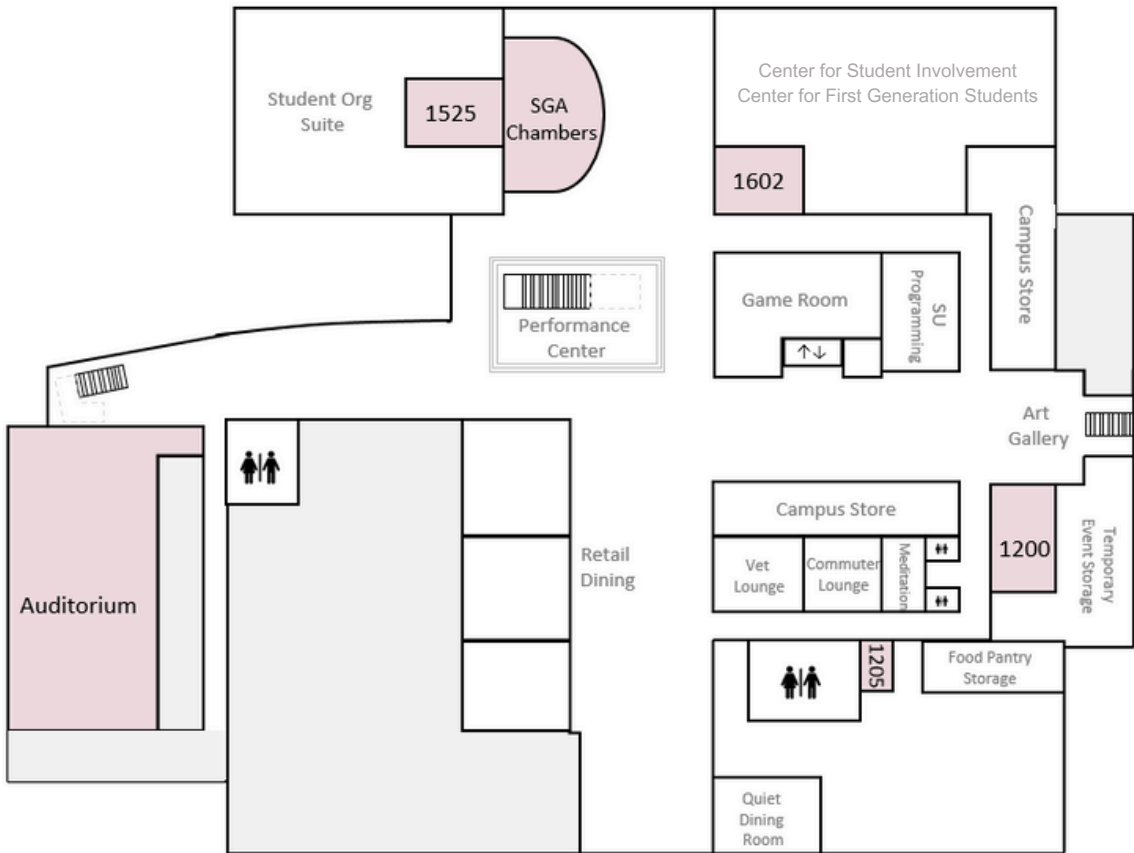 Center for Student Involvement
Center for First Generation Students
Student Org
Suite
1525
SGA
Chambers
1602
Campus Store
Game Room
SU
Programming
Performance
Center
Art
Gallery
Campus Store
Vet
Lounge
Commuter
Lounge
Meditation
1200
Temporary
Event Storage
Retail
Dining
Auditorium
1205
Food Pantry
Storage
Quiet
Dining
Room